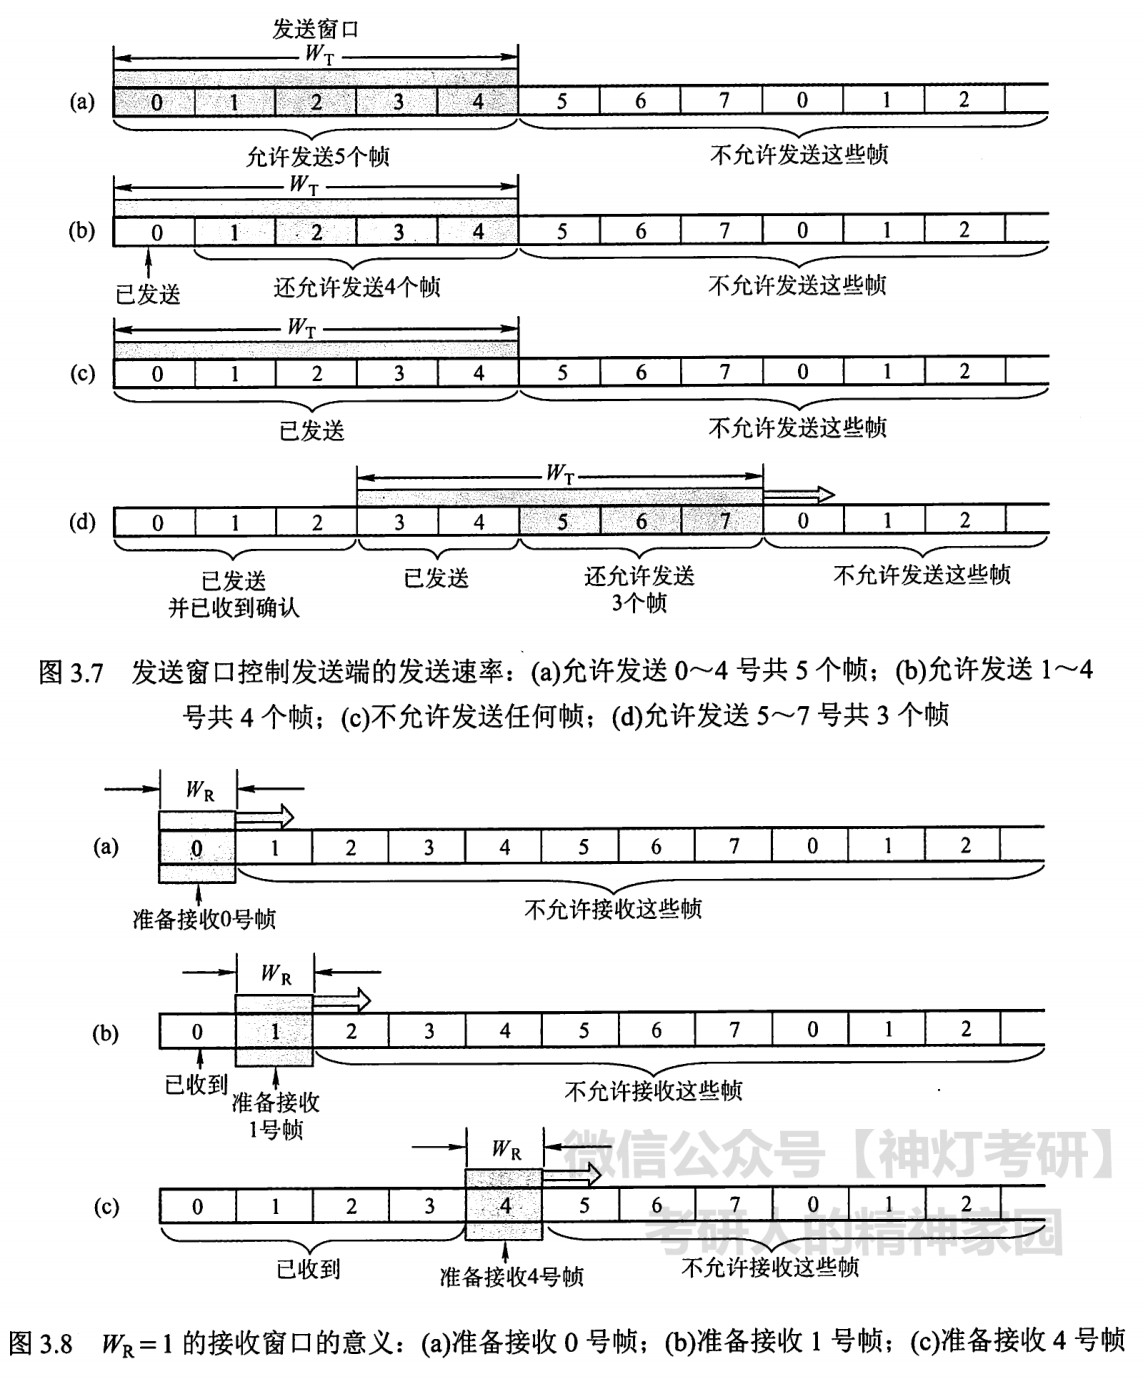 发送窗口
W_T
(a) 0 1 2 3 4 5 6 7 0 1 2
允许发送5个帧 不允许发送这些帧
W_T
(b) 0 1 2 3 4 5 6 7 0 1 2
已发送 还允许发送4个帧 不允许发送这些帧
W_T
(c) 0 1 2 3 4 5 6 7 0 1 2
已发送 不允许发送这些帧
W_T
(d) 0 1 2 3 4 5 6 7 0 1 2
已发送 已发送 还允许发送 不允许发送这些帧
并已收到确认 3个帧
图 3.7 发送窗口控制发送端的发送速率：(a)允许发送 0～4 号共 5 个帧；(b)允许发送 1～4
号共 4 个帧；(c)不允许发送任何帧；(d)允许发送 5～7 号共 3 个帧
W_R
(a) 0 1 2 3 4 5 6 7 0 1 2
准备接收0号帧 不允许接收这些帧
W_R
(b) 0 1 2 3 4 5 6 7 0 1 2
已收到 准备接收 不允许接收这些帧
1号帧
微信公众号【神灯考研】
W_R
(c) 0 1 2 3 4 5 6 7 0 1 2
考研人的精神家园
已收到 准备接收4号帧 不允许接收这些帧
图 3.8 W_R = 1 的接收窗口的意义：(a)准备接收 0 号帧；(b)准备接收 1 号帧；(c)准备接收 4 号帧